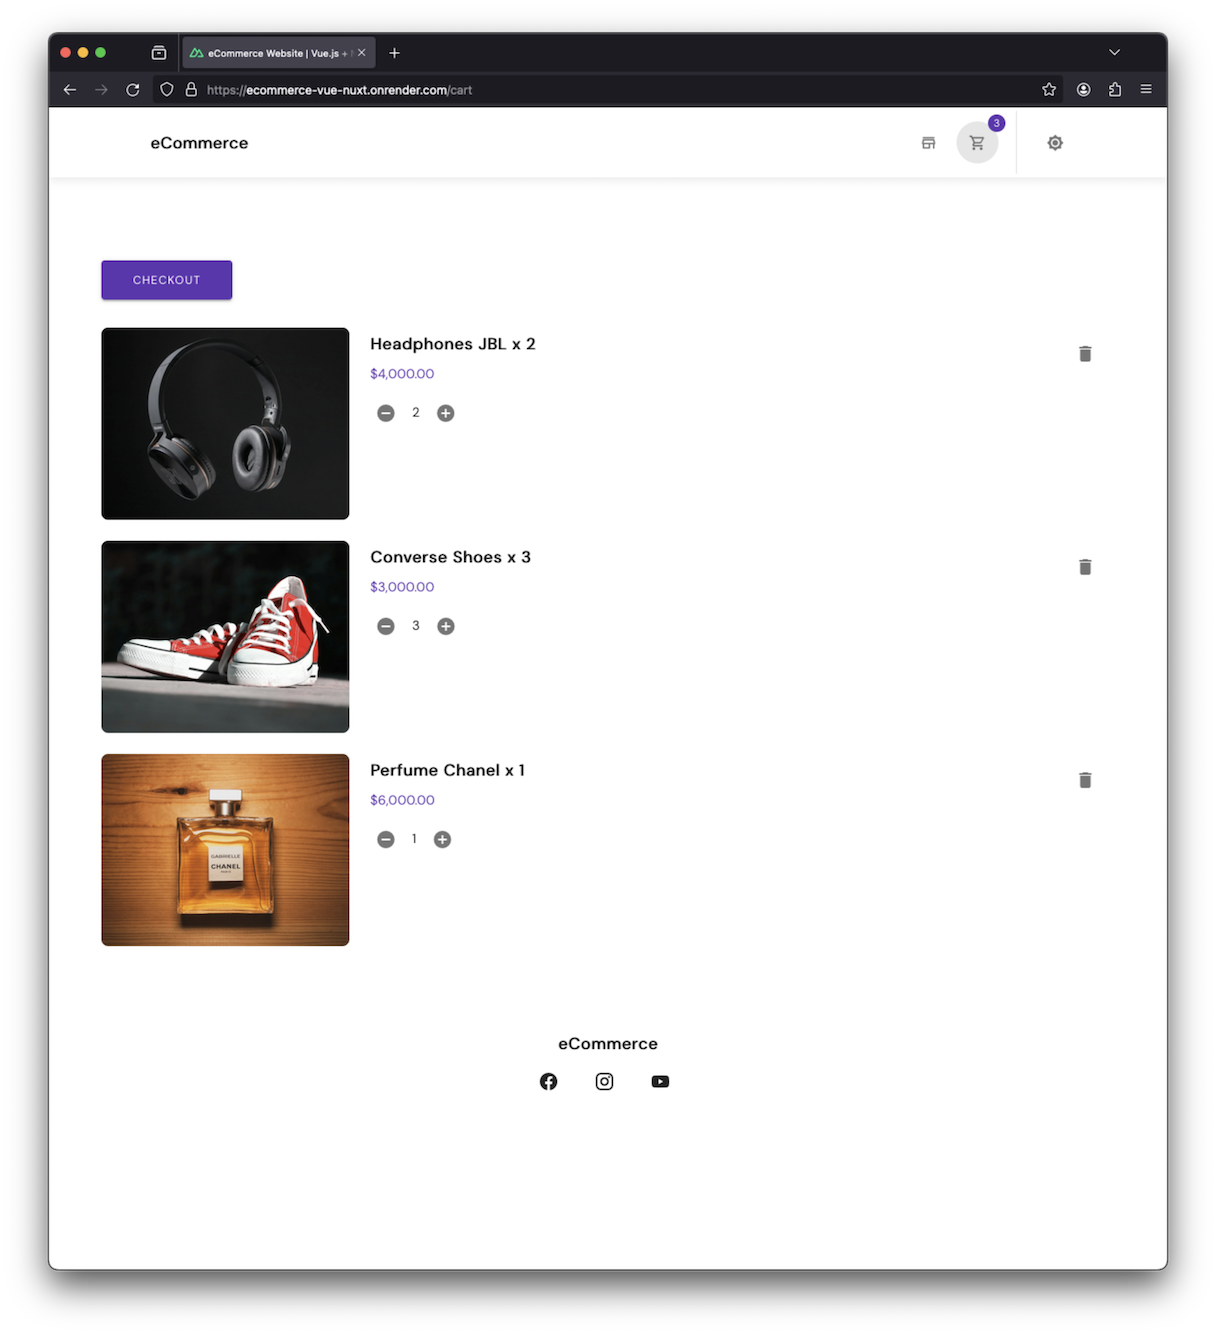 eCommerce Website | Vue.js +
https://ecommerce-vue-nuxt.onrender.com/cart
eCommerce
3
CHECKOUT
Headphones JBL x 2
$4,000.00
2
Converse Shoes x 3
$3,000.00
3
Perfume Chanel x 1
$6,000.00
1
GABRIELLE
CHANEL
eCommerce